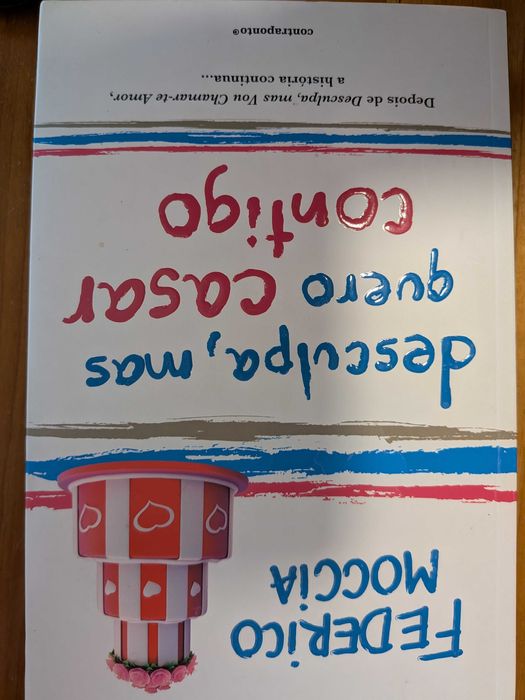 FEDERICO
MOCCIA
desculpa, mas
quero casar
contigo
Depois de Desculpa, mas Vou Chamar-te Amor,
a história continua...
contraponto®